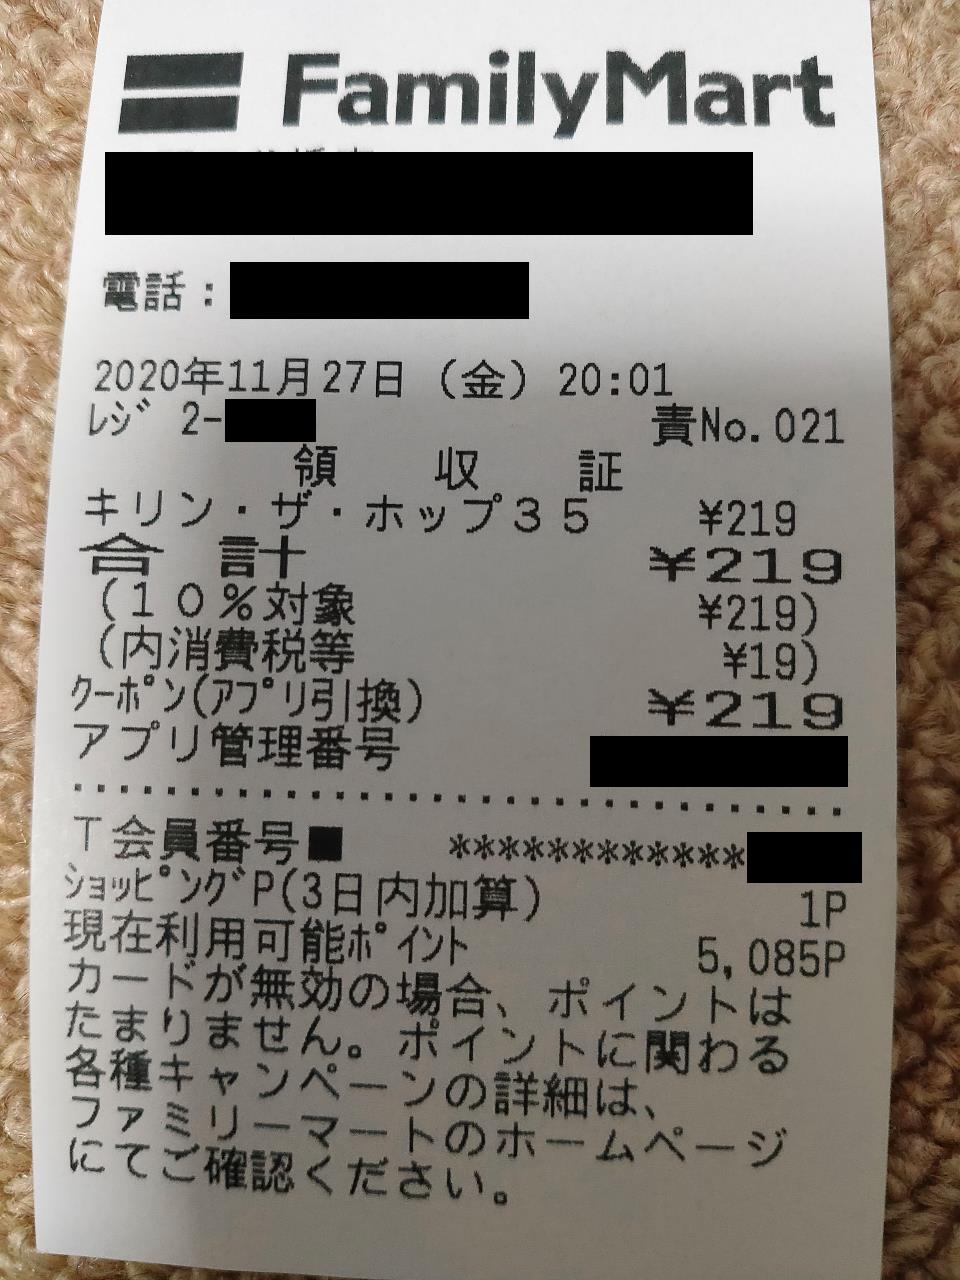 FamilyMart
電話:
2020年11月27日 (金) 20:01
ﾚｼﾞ 2- 責No.021
領 収 証
キリン・ザ・ホップ35 ¥219
合 計 ¥219
(10%対象 ¥219)
(内消費税等 ¥19)
ｸｰﾎﾟﾝ(ｱﾌﾟﾘ引換) ¥219
アプリ管理番号
T会員番号■ ************
ｼｮｯﾋﾟﾝｸﾞP(3日内加算) 1P
現在利用可能ﾎﾟｲﾝﾄ 5,085P
カードが無効の場合、ポイントは
たまりません。ポイントに関わる
各種キャンペーンの詳細は、
ファミリーマートのホームページ
にてご確認ください。